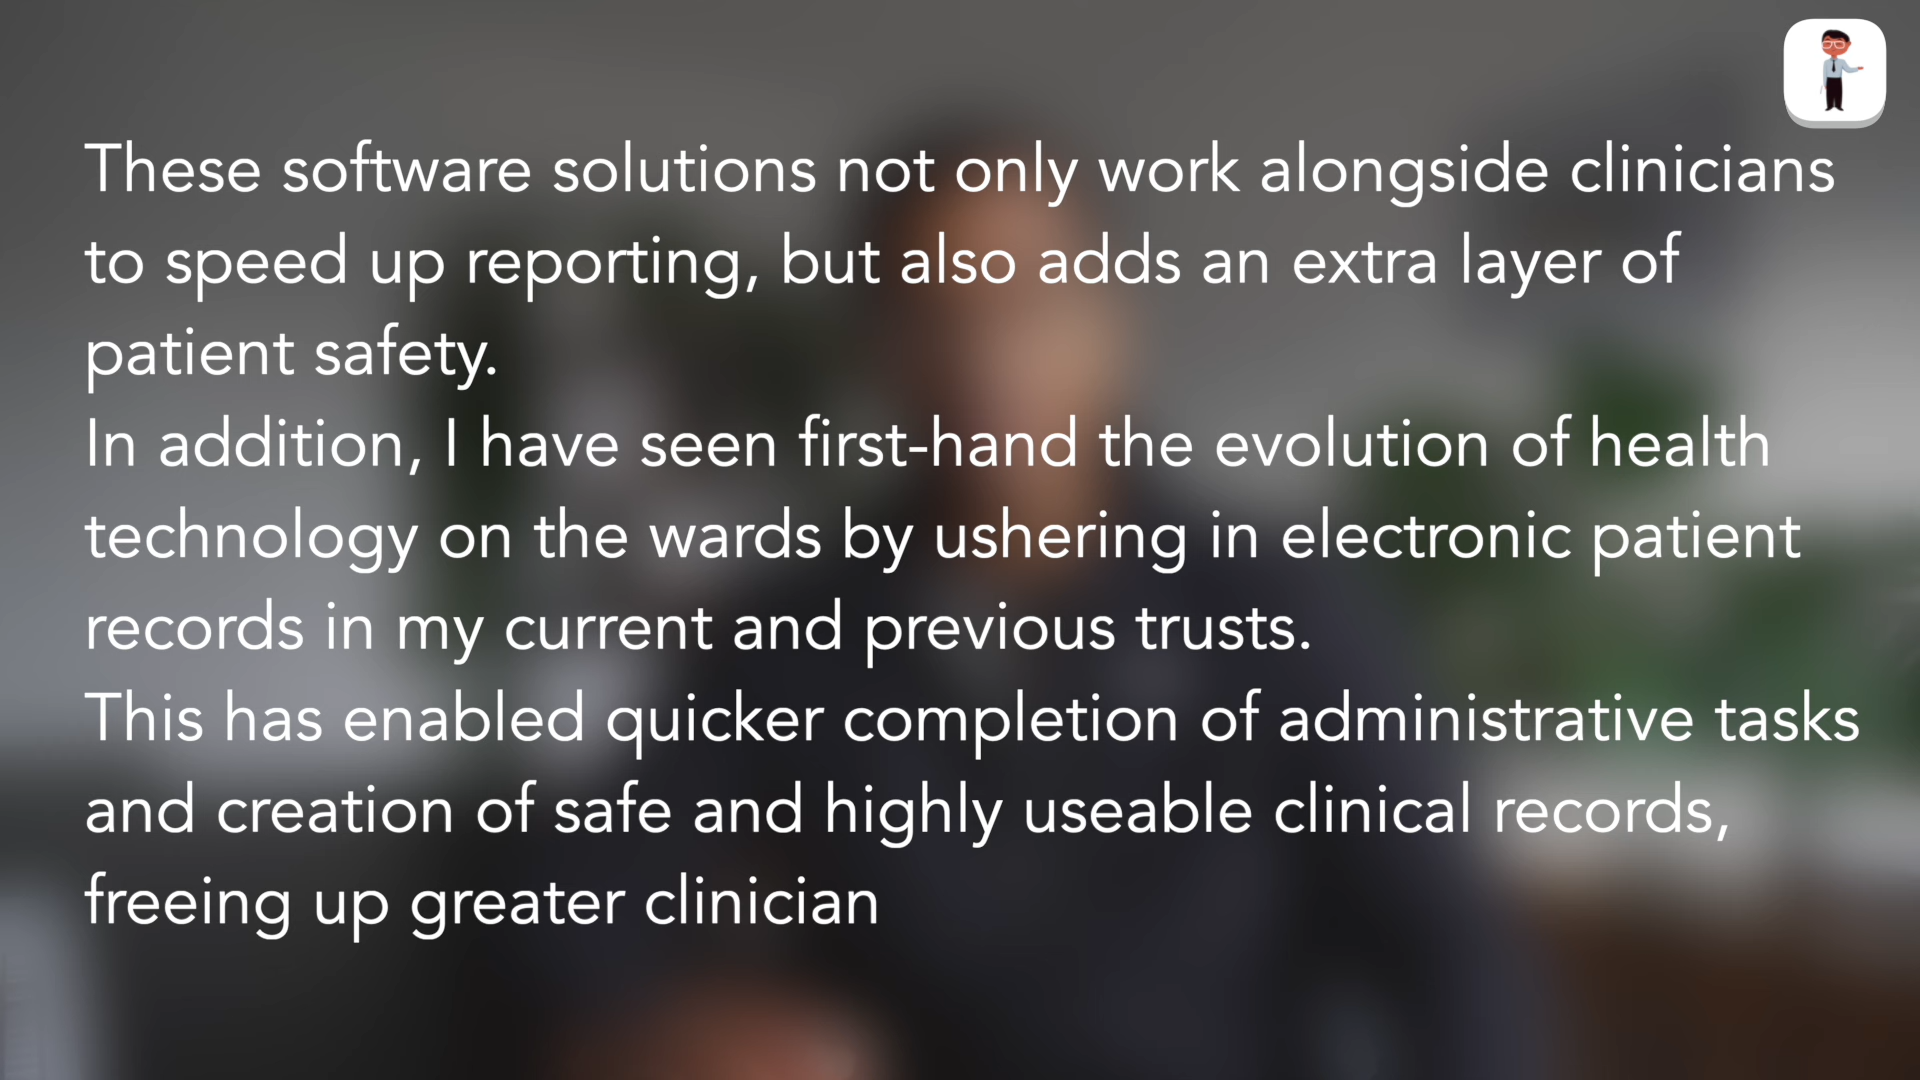 These software solutions not only work alongside clinicians
to speed up reporting, but also adds an extra layer of
patient safety.
In addition, I have seen first-hand the evolution of health
technology on the wards by ushering in electronic patient
records in my current and previous trusts.
This has enabled quicker completion of administrative tasks
and creation of safe and highly useable clinical records,
freeing up greater clinician